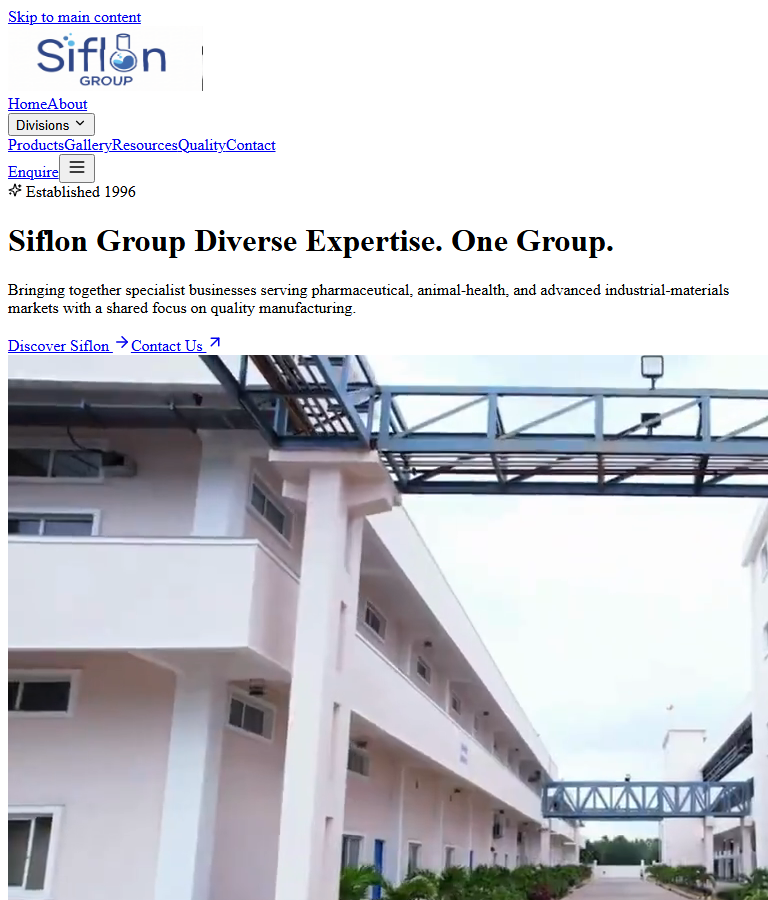 Skip to main content
Siflon
GROUP
HomeAbout
Divisions
ProductsGalleryResourcesQualityContact
Enquire
Established 1996
Siflon Group Diverse Expertise. One Group.
Bringing together specialist businesses serving pharmaceutical, animal-health, and advanced industrial-materials
markets with a shared focus on quality manufacturing.
Discover Siflon Contact Us